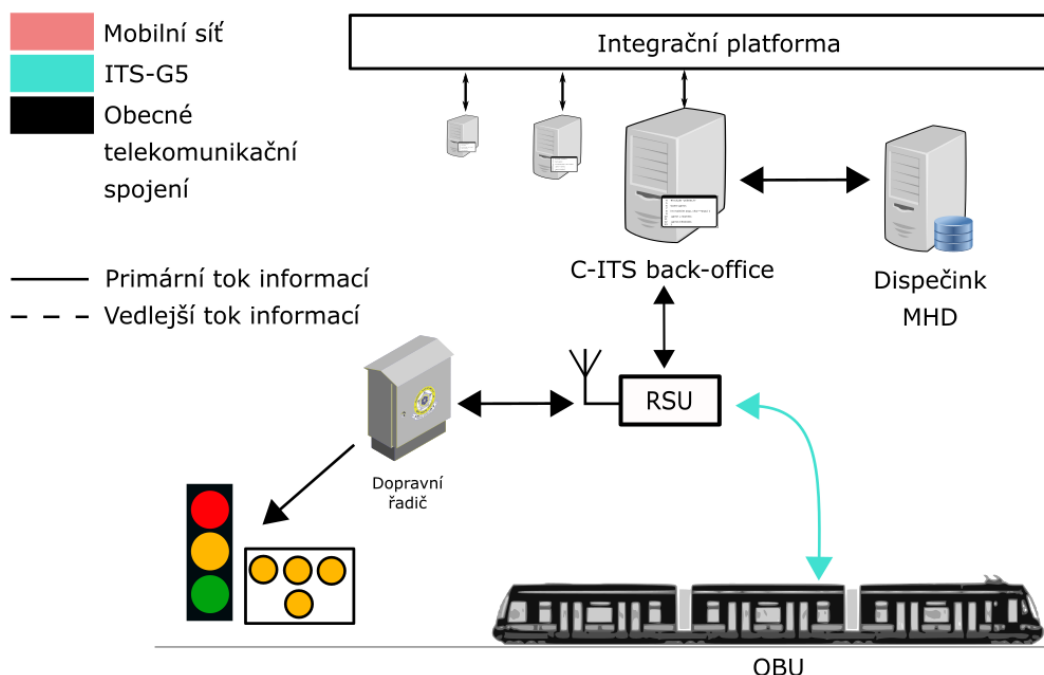 Mobilní síť
ITS-G5
Obecné
telekomunikační
spojení
Primární tok informací
Vedlejší tok informací
Integrační platforma
C-ITS back-office
Dispečink
MHD
RSU
Dopravní
řadič
OBU